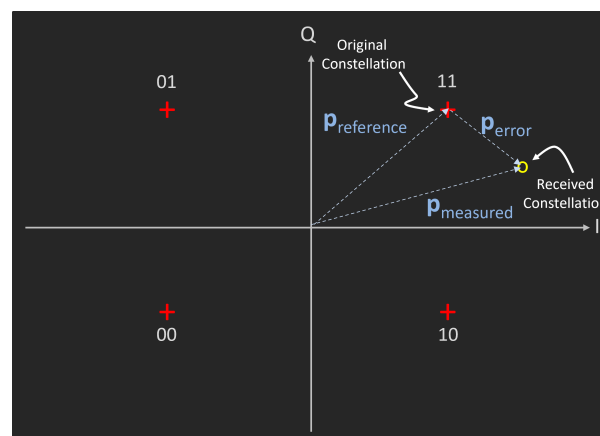 Q
Original
Constellation
01
11
p reference
p error
Received
Constellatio
p measured
I
00
10